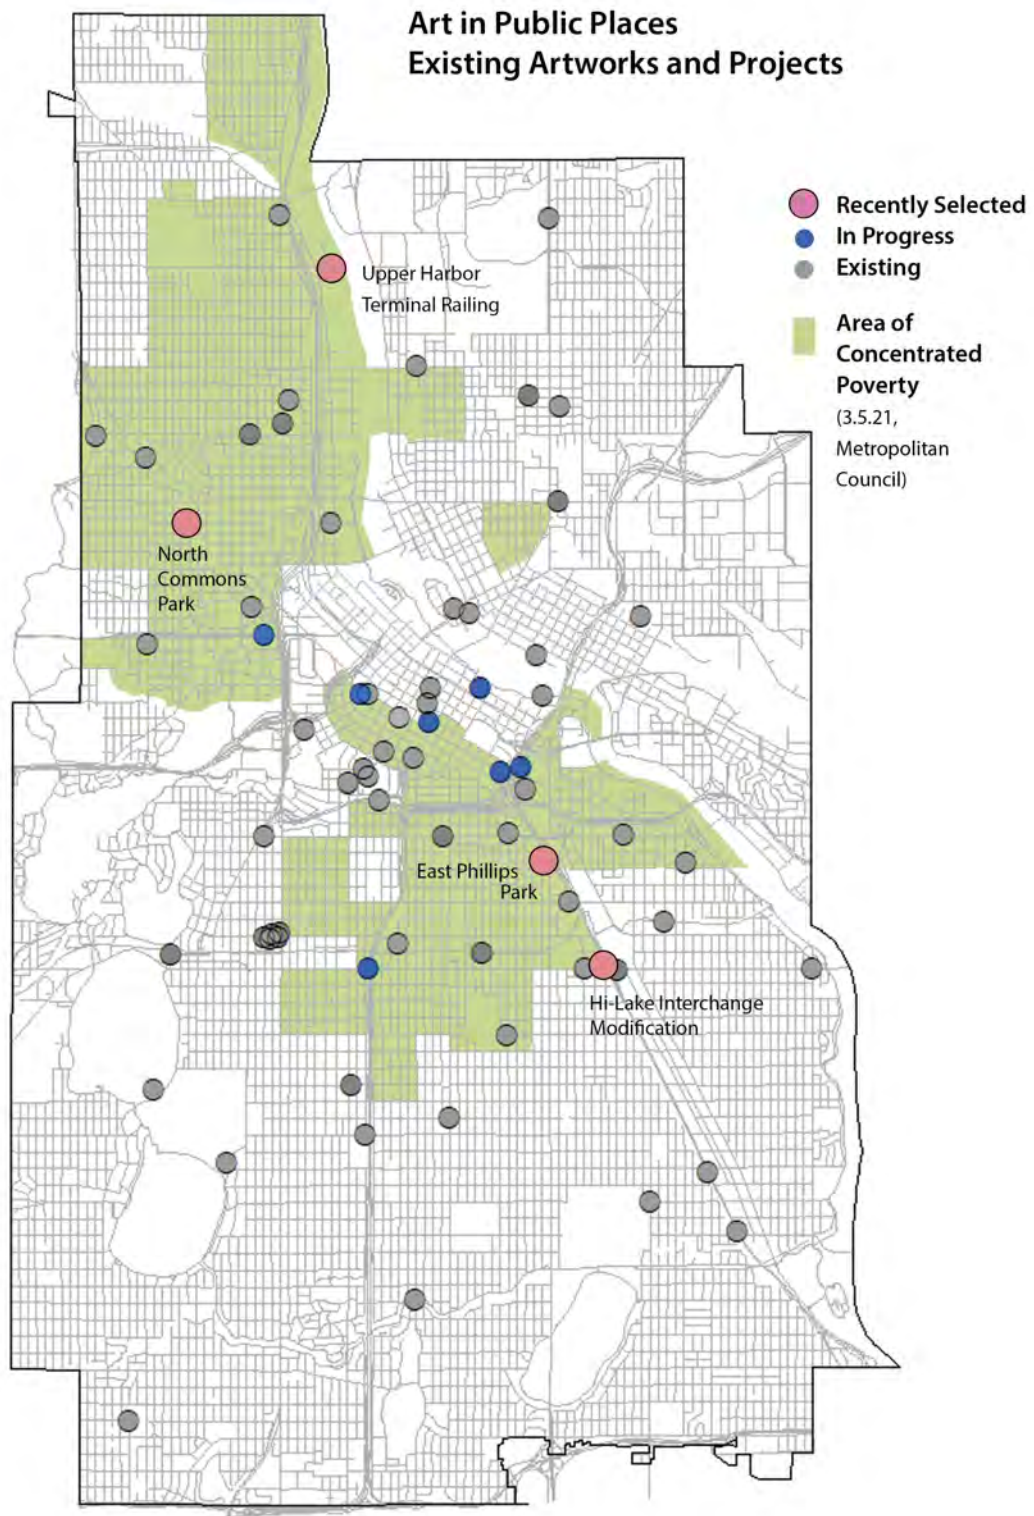 Art in Public Places
Existing Artworks and Projects
Recently Selected
In Progress
Existing
Area of
Concentrated
Poverty
(3.5.21,
Metropolitan
Council)
Upper Harbor
Terminal Railing
North
Commons
Park
East Phillips
Park
Hi-Lake Interchange
Modification